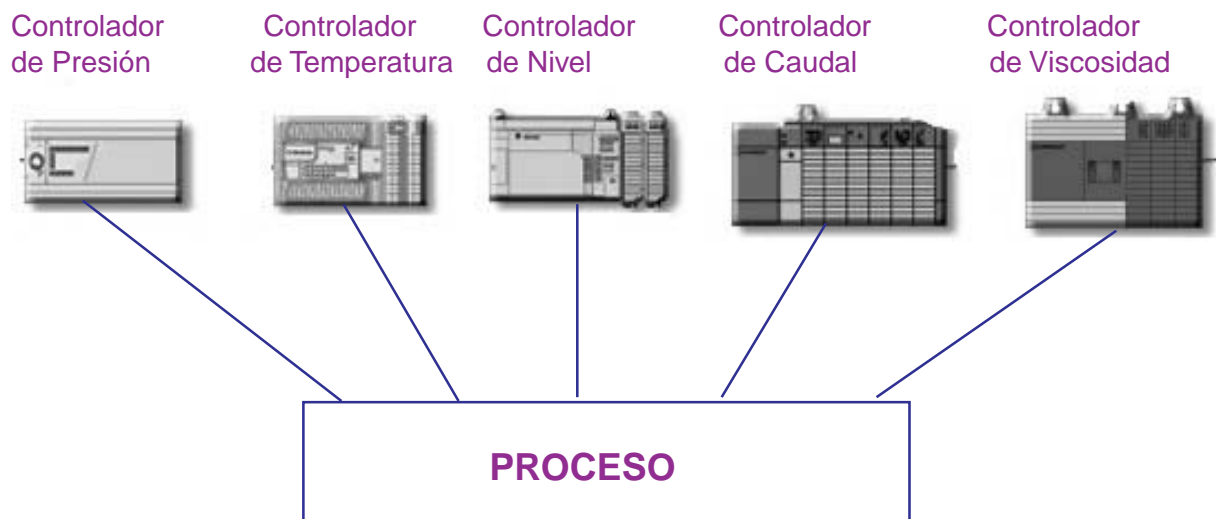 Controlador
de Presión
Controlador
de Temperatura
Controlador
de Nivel
Controlador
de Caudal
Controlador
de Viscosidad
PROCESO